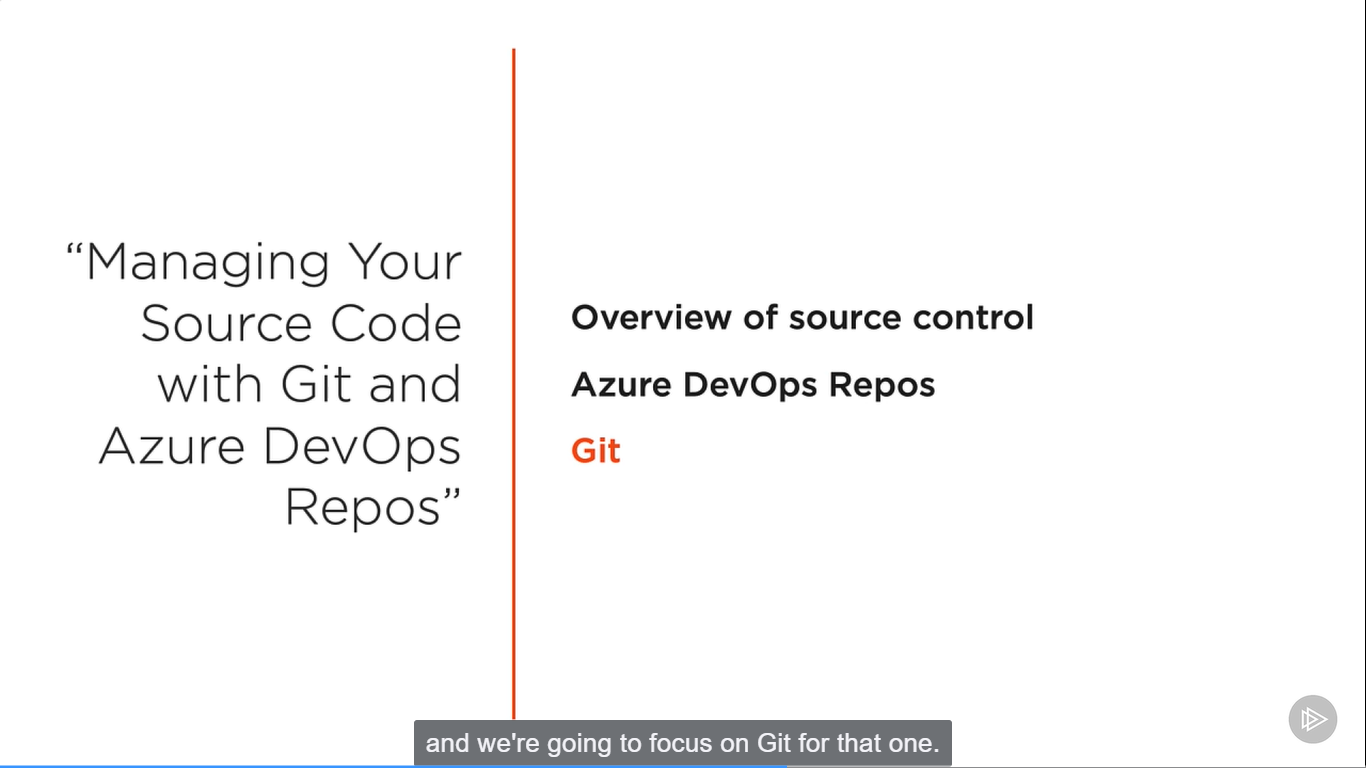 “Managing Your
Source Code
with Git and
Azure DevOps
Repos”
Overview of source control
Azure DevOps Repos
Git
and we're going to focus on Git for that one.